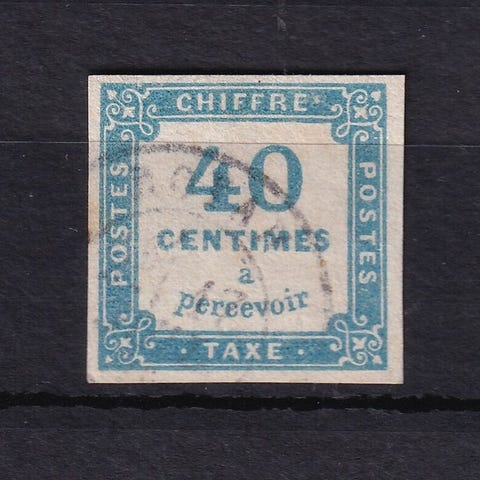 CHIFFRE
POSTES
40
CENTIMES
à
percevoir
POSTES
· TAXE ·